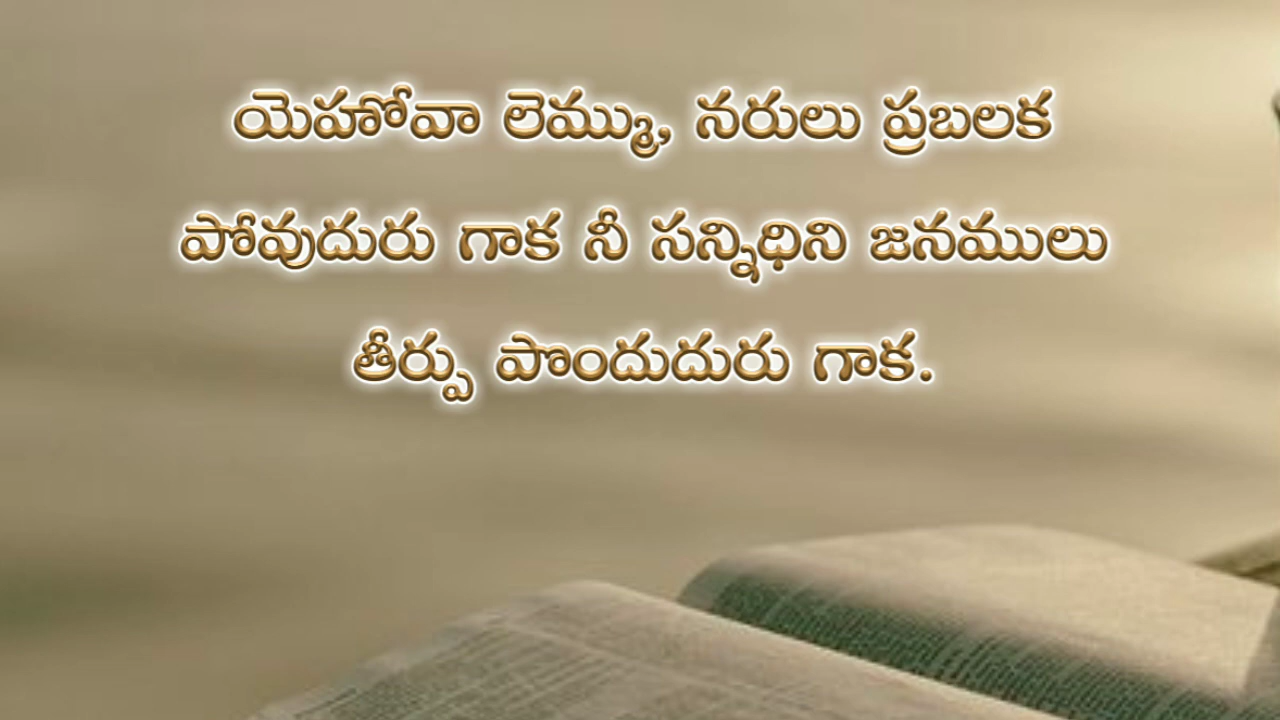 యెహోవా లెమ్ము, నరులు ప్రబలక
పోవుదురు గాక నీ సన్నిధిని జనములు
తీర్పు పొందుదురు గాక.